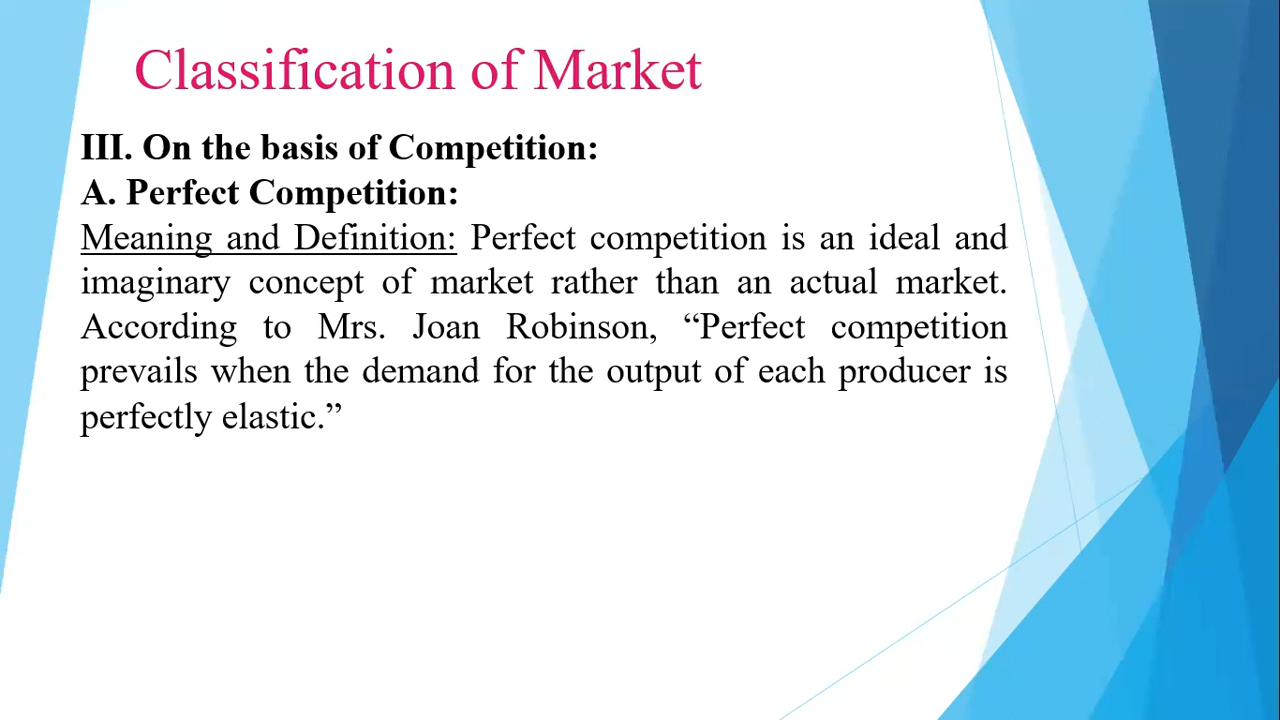 Classification of Market
III. On the basis of Competition:
A. Perfect Competition:
Meaning and Definition: Perfect competition is an ideal and
imaginary concept of market rather than an actual market.
According to Mrs. Joan Robinson, “Perfect competition
prevails when the demand for the output of each producer is
perfectly elastic.”